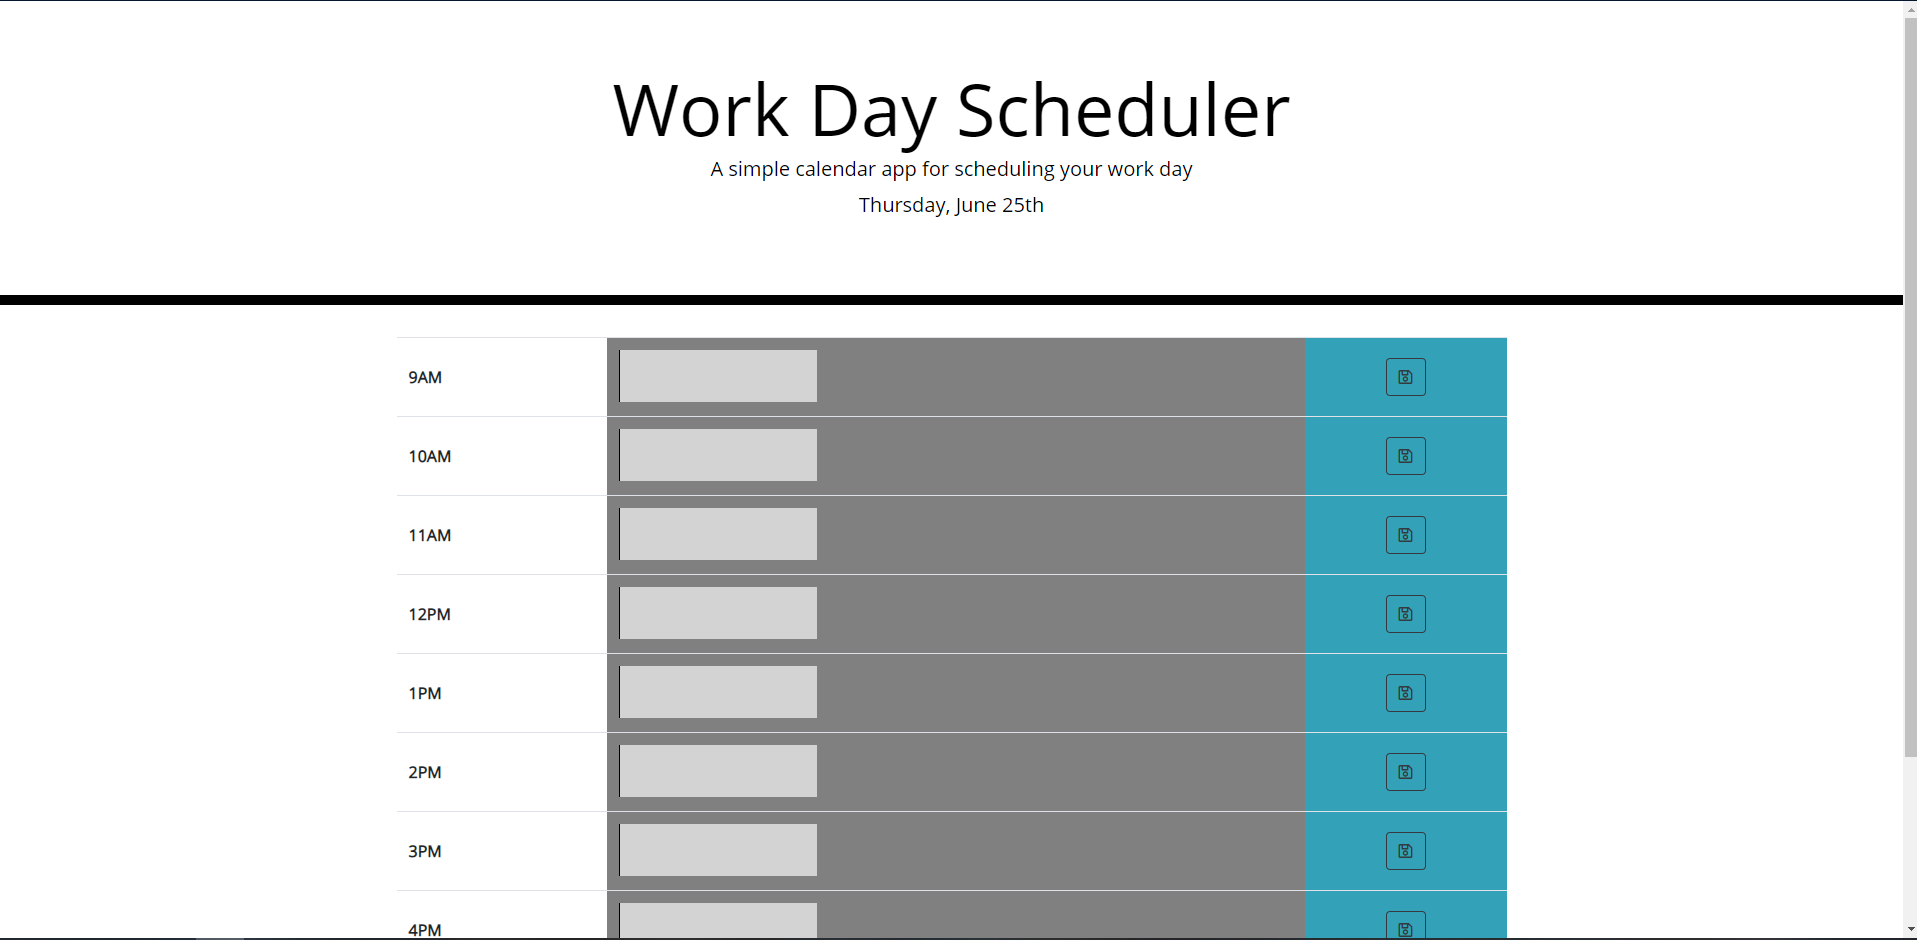 Work Day Scheduler
A simple calendar app for scheduling your work day
Thursday, June 25th
9AM
10AM
11AM
12PM
1PM
2PM
3PM
4PM